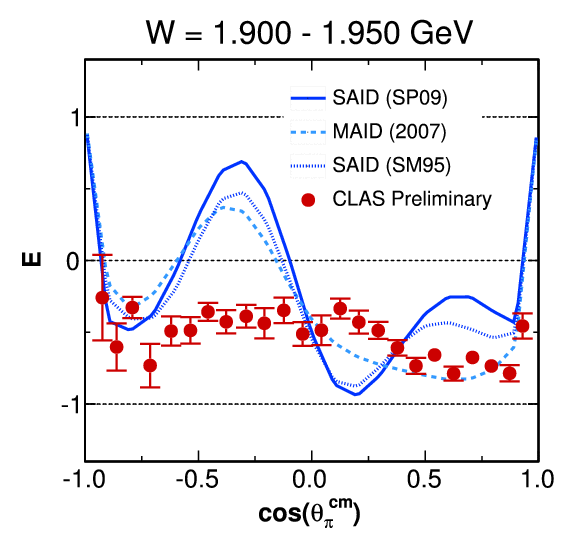 W = 1.900 - 1.950 GeV
SAID (SP09)
MAID (2007)
SAID (SM95)
CLAS Preliminary
1
0
-1
E
-1.0 -0.5 0.0 0.5 1.0
cos(θπcm)